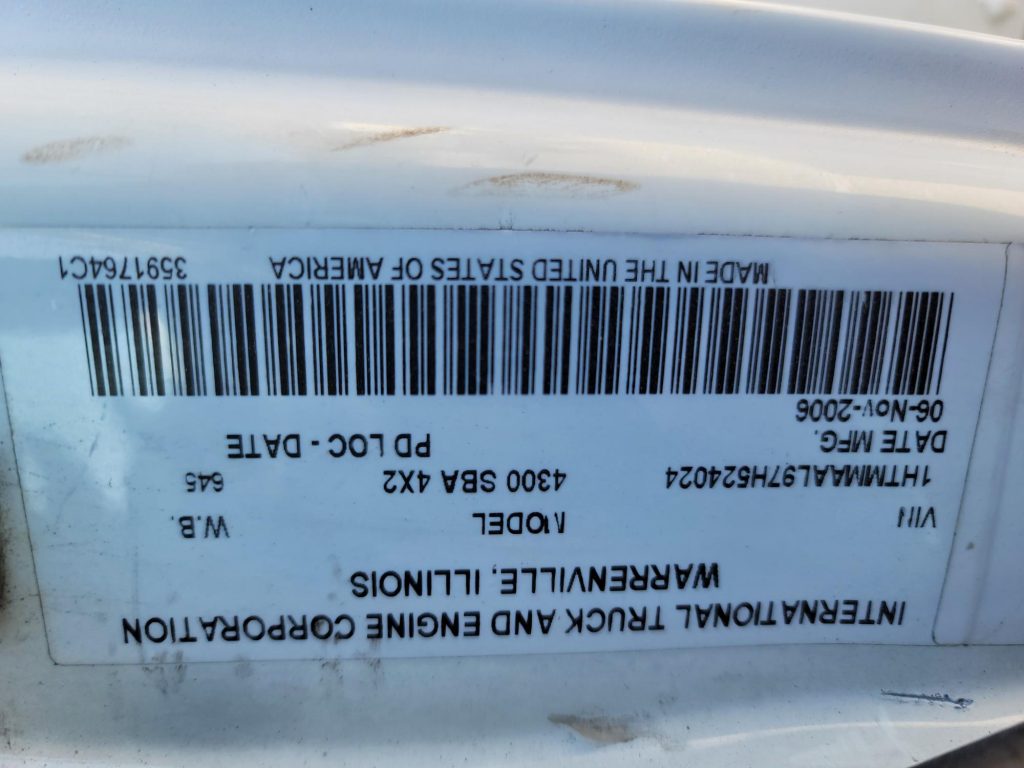 INTERNATIONAL TRUCK AND ENGINE CORPORATION
WARRENVILLE, ILLINOIS
VIN MODEL W.B.
1HTMMAAL97H524024 4300 SBA 4X2 645
DATE MFG. PD LOC - DATE
06-Nov-2006
MADE IN THE UNITED STATES OF AMERICA 3591764C1